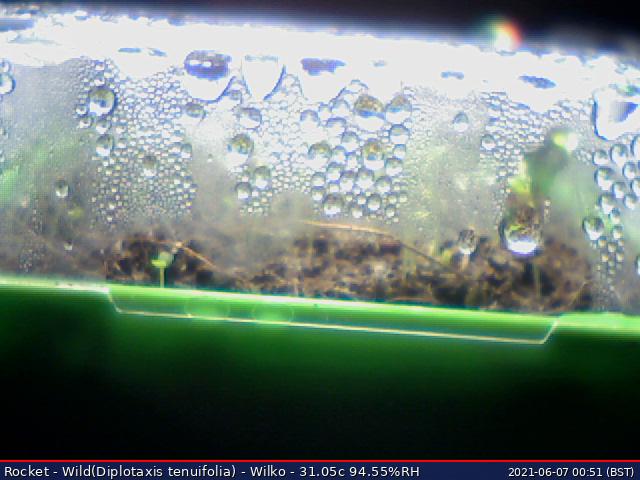 Rocket - Wild(Diplotaxis tenuifolia) - Wilko - 31.05c 94.55%RH
2021-06-07 00:51 (BST)